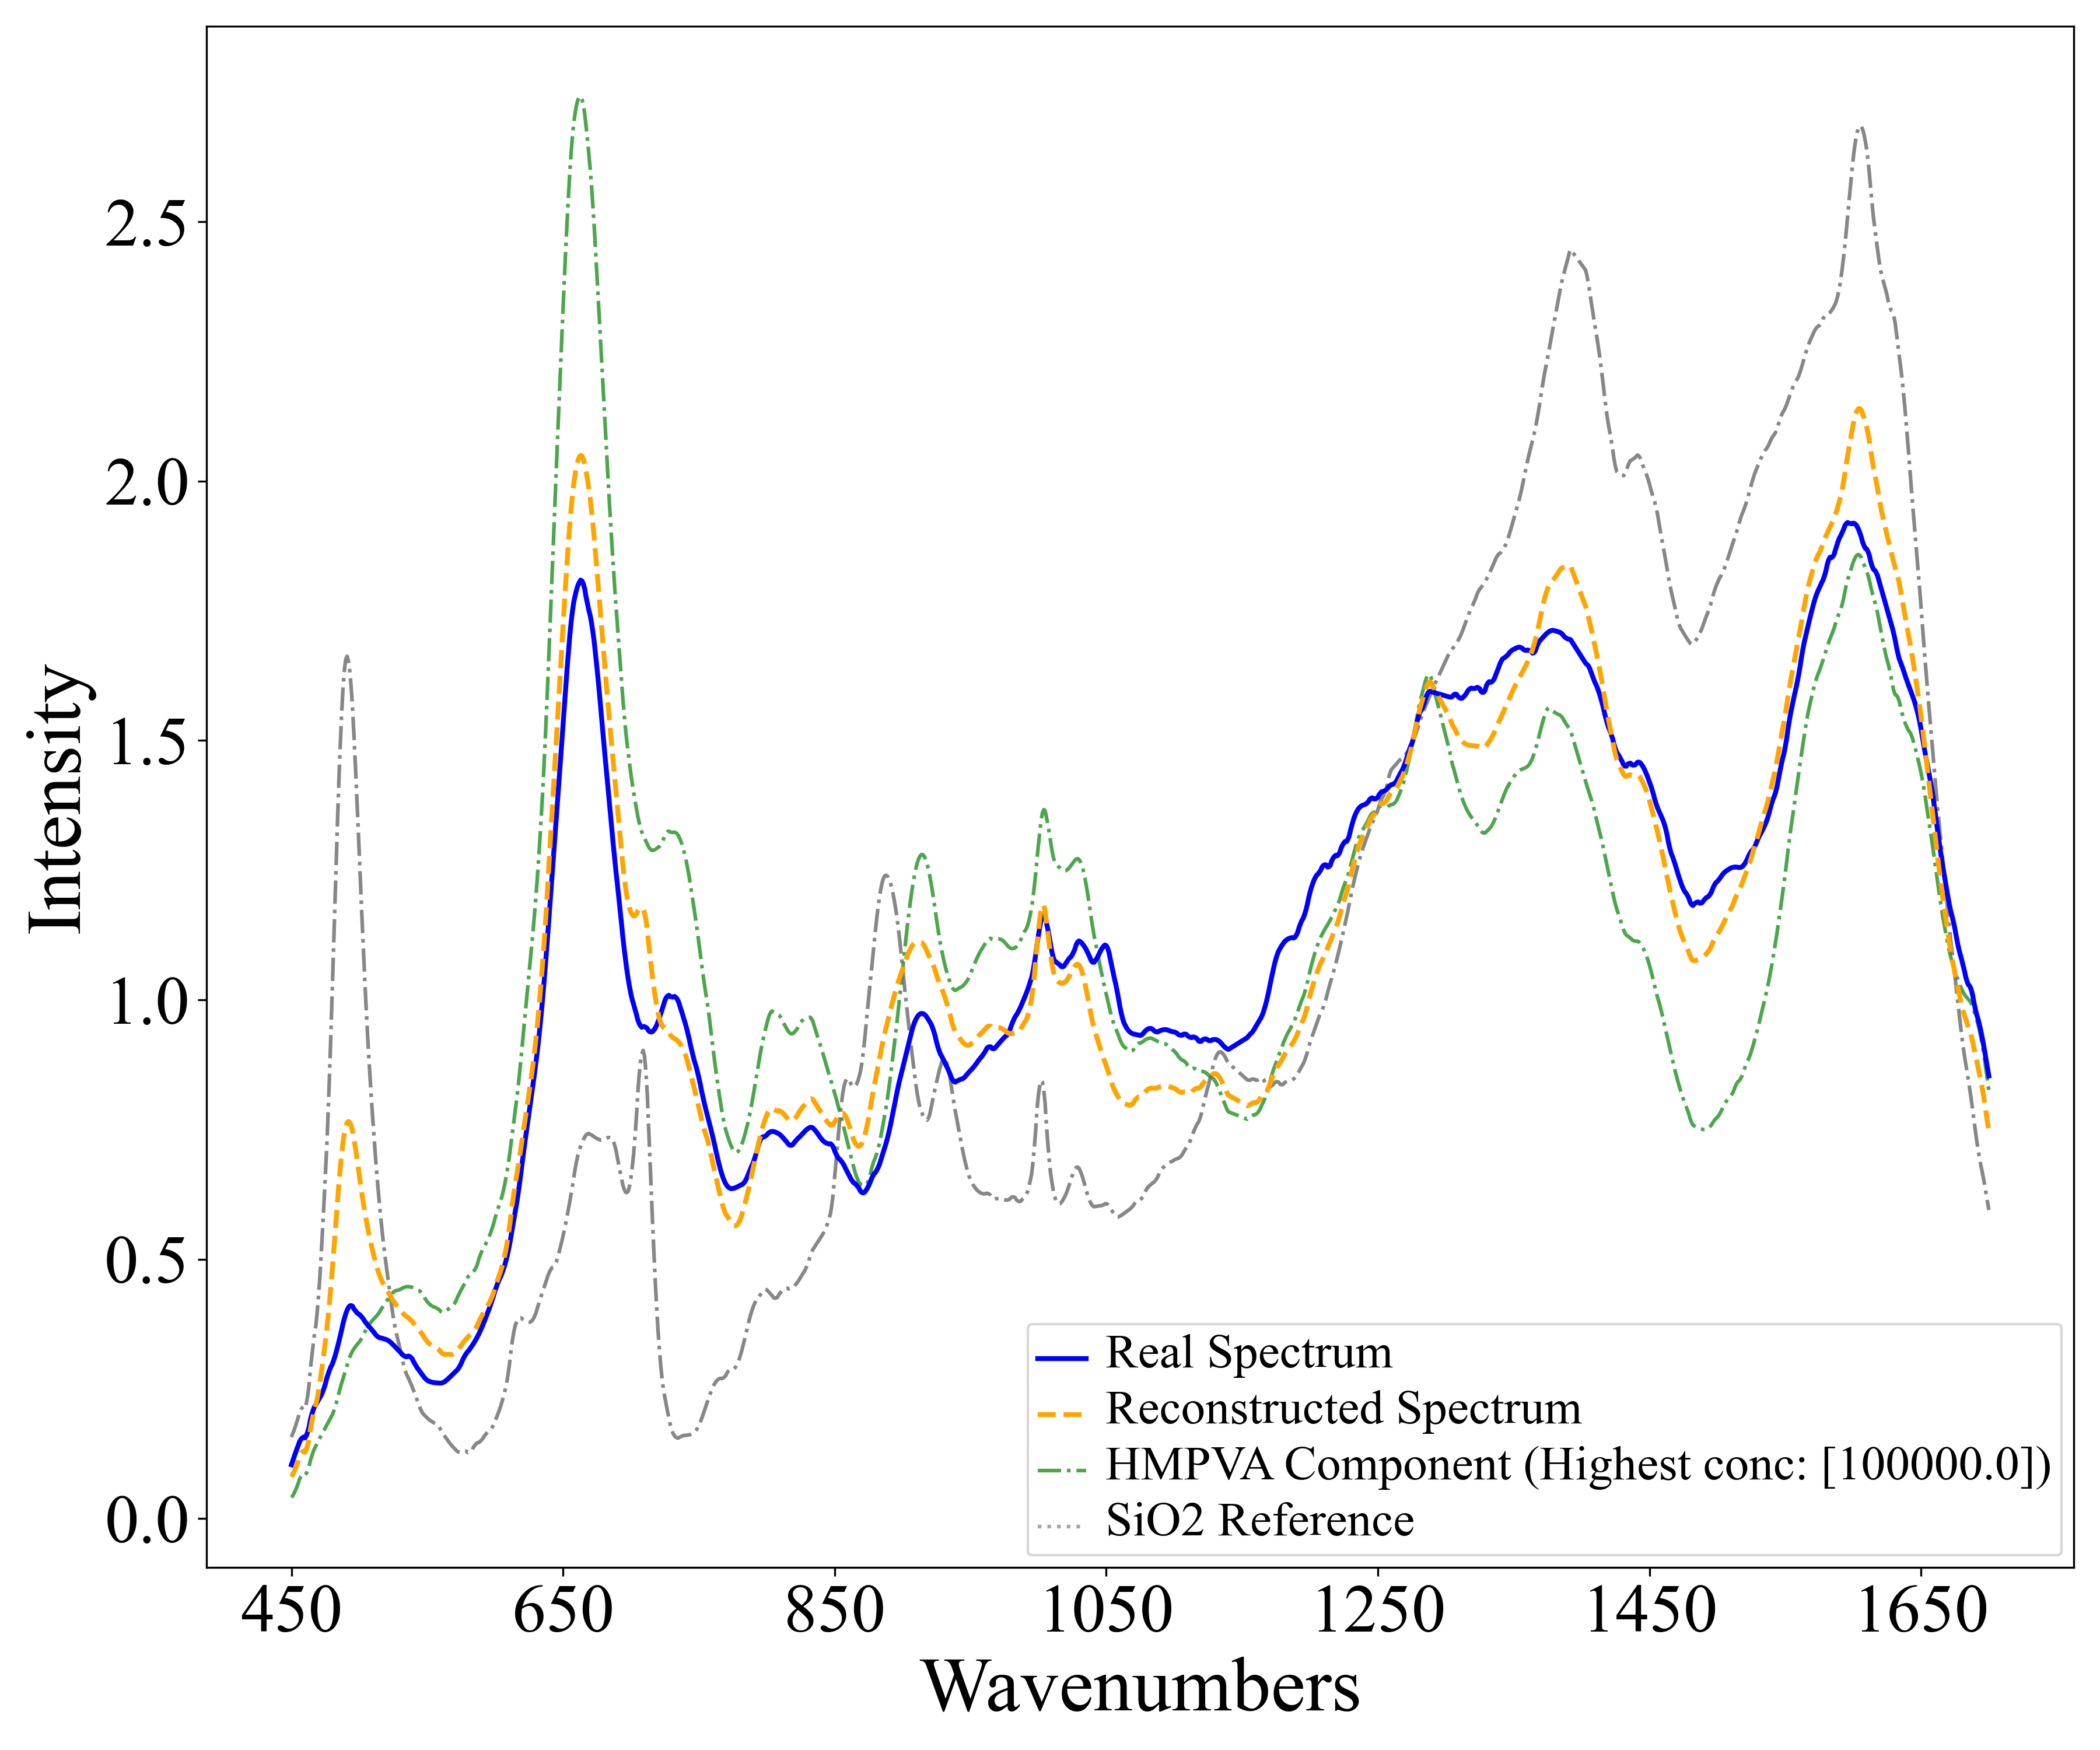 Intensity
2.5
2.0
1.5
1.0
0.5
0.0
450 650 850 1050 1250 1450 1650
Wavenumbers
Real Spectrum
Reconstructed Spectrum
HMPVA Component (Highest conc: [100000.0])
SiO2 Reference